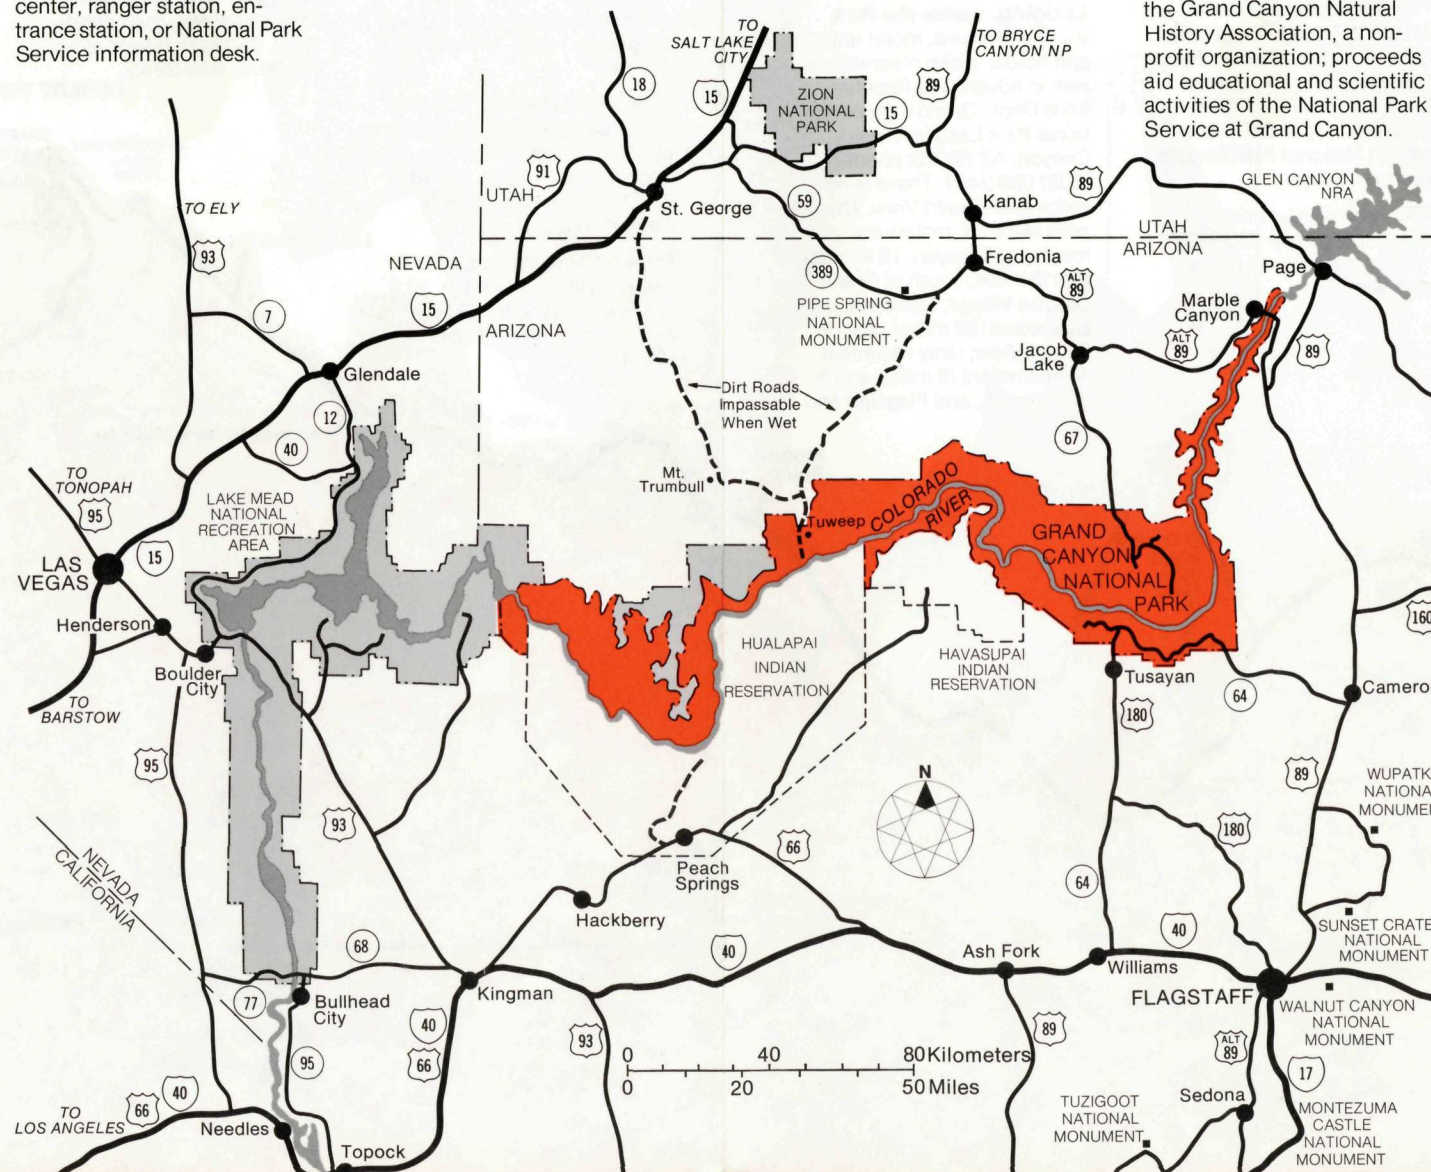 center, ranger station, en-
trance station, or National Park
Service information desk.
the Grand Canyon Natural
History Association, a non-
profit organization; proceeds
aid educational and scientific
activities of the National Park
Service at Grand Canyon.
TO
SALT LAKE
CITY
TO BRYCE
CANYON NP
18
15
ZION
NATIONAL
PARK
89
15
91
UTAH
St. George
59
Kanab
89
GLEN CANYON
NRA
TO ELY
93
NEVADA
UTAH
ARIZONA
389
Fredonia
ALT
89
Page
7
15
ARIZONA
PIPE SPRING
NATIONAL
MONUMENT
Marble
Canyon
Jacob
Lake
ALT
89
89
Glendale
Dirt Roads
Impassable
When Wet
12
40
67
TO
TONOPAH
95
LAKE MEAD
NATIONAL
RECREATION
AREA
Mt.
Trumbull
Tuweep
COLORADO
RIVER
GRAND
CANYON
NATIONAL
PARK
LAS
VEGAS
15
Henderson
Boulder
City
TO
BARSTOW
HUALAPAI
INDIAN
RESERVATION
HAVASUPAI
INDIAN
RESERVATION
160
Tusayan
64
Camero
180
95
89
N
WUPATK
NATIONA
MONUME
93
66
180
NEVADA
CALIFORNIA
Peach
Springs
64
Hackberry
SUNSET CRATE
NATIONAL
MONUMENT
68
40
Ash Fork
40
Williams
FLAGSTAFF
WALNUT CANYON
NATIONAL
MONUMENT
77
Bullhead
City
Kingman
40
66
93
89
ALT
89
0 40 80 Kilometers
0 20 50 Miles
95
17
TO
LOS ANGELES
66
40
Needles
Topock
TUZIGOOT
NATIONAL
MONUMENT
Sedona
MONTEZUMA
CASTLE
NATIONAL
MONUMENT